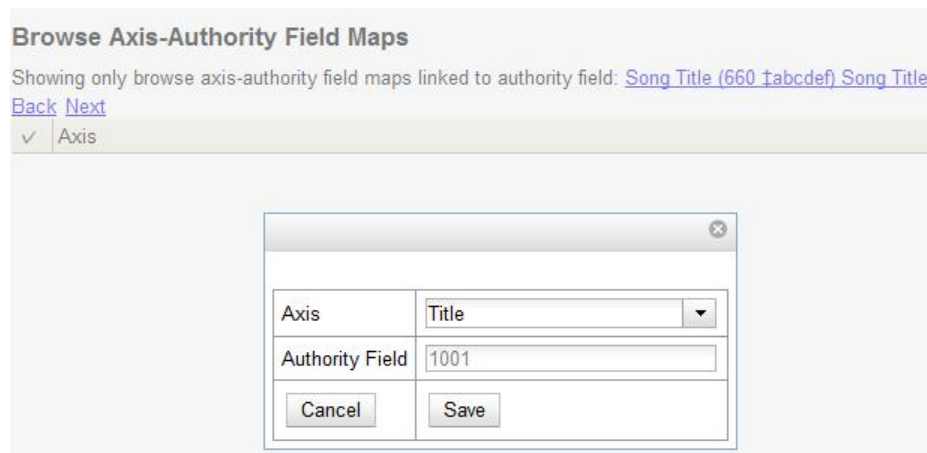 Browse Axis-Authority Field Maps
Showing only browse axis-authority field maps linked to authority field: Song Title (660 ‡abcdef) Song Title
Back Next
✓ Axis
Axis Title
Authority Field 1001
Cancel Save